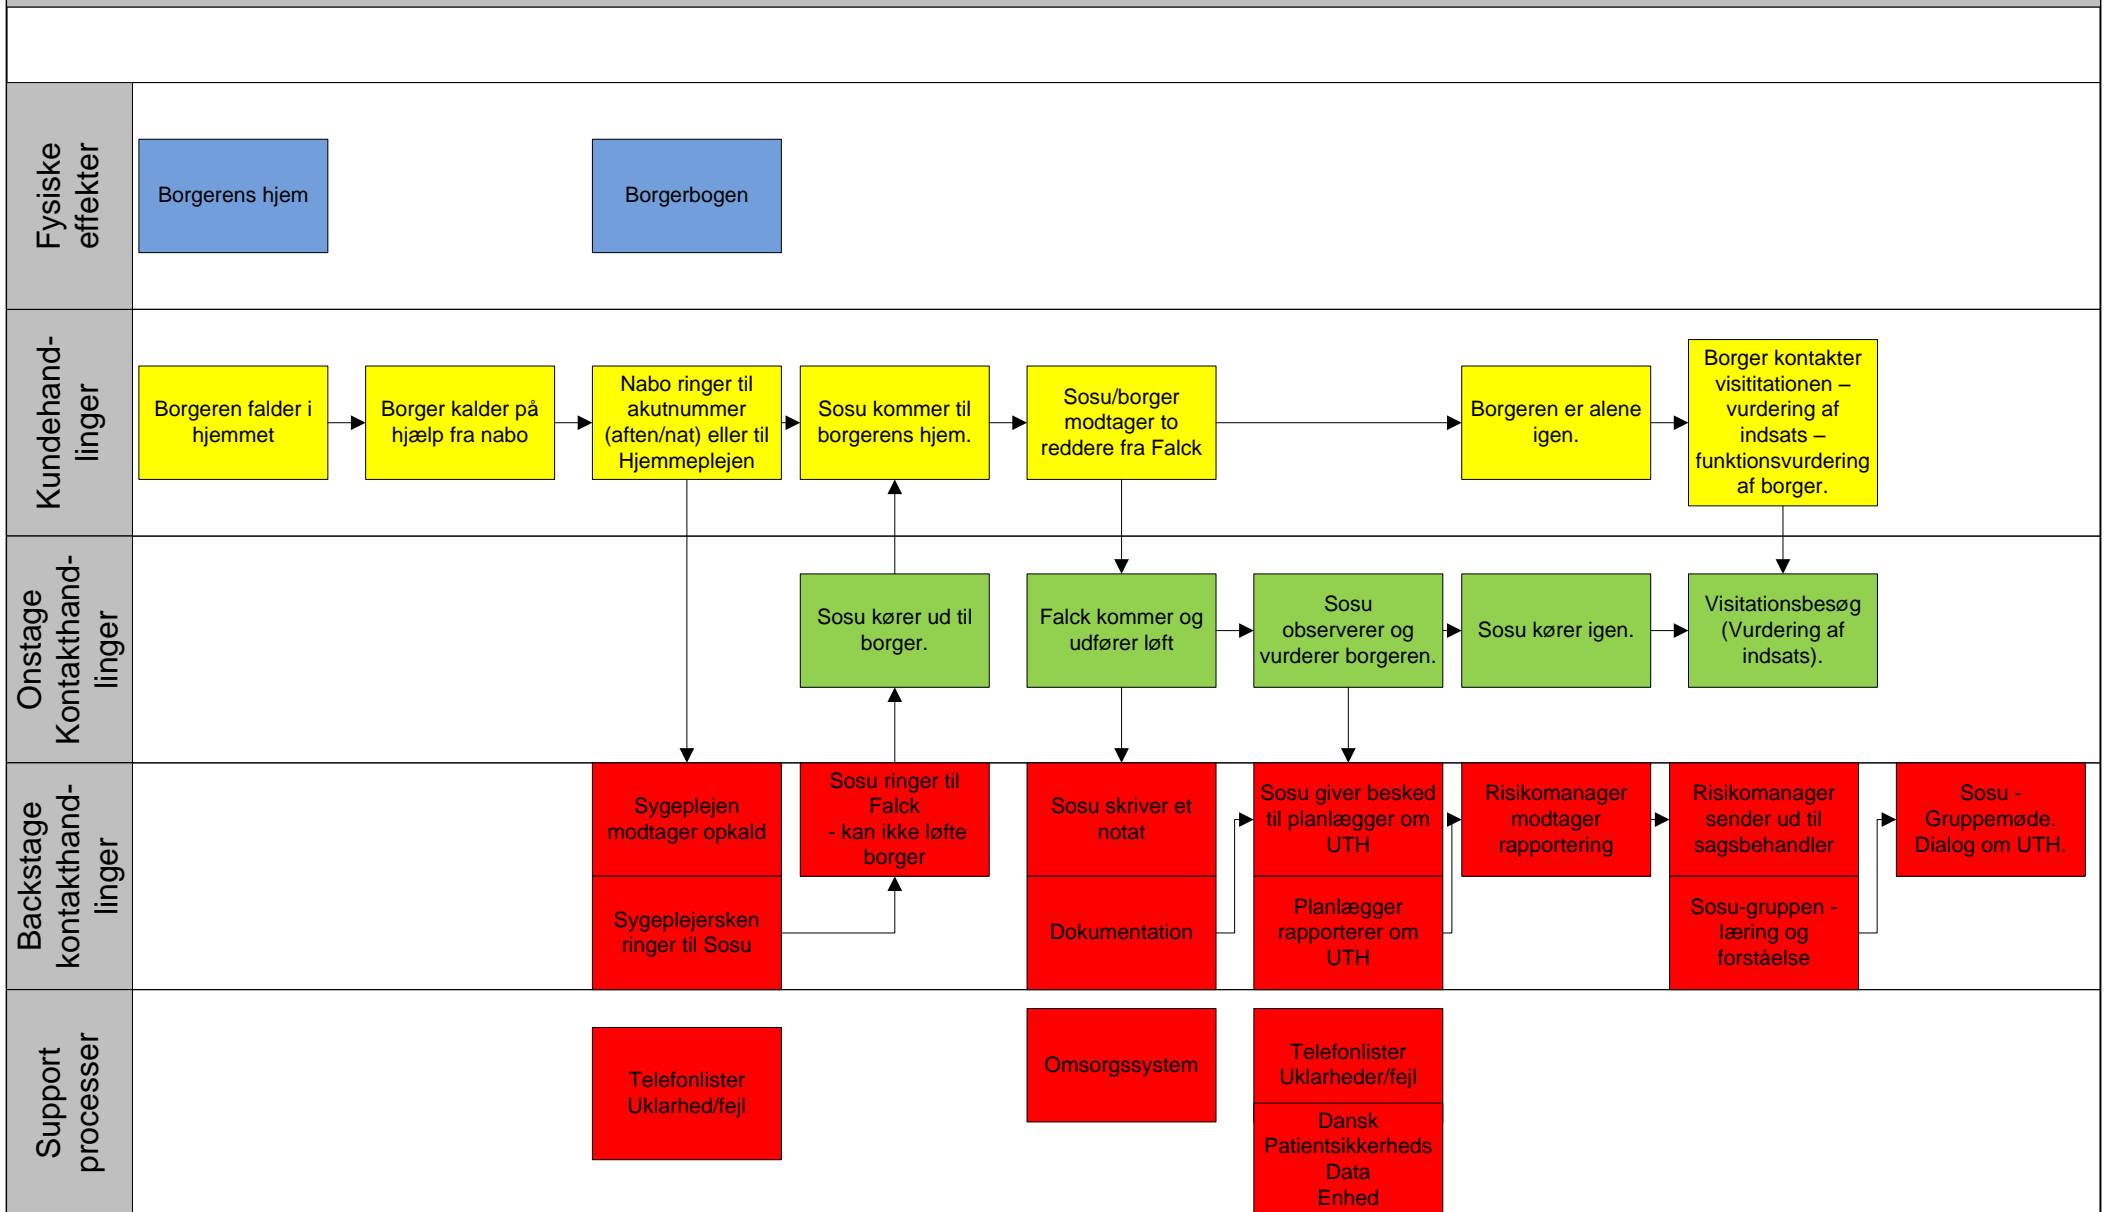 Fysiske
effekter
Borgerens hjem
Borgerbogen
Kundehand-
linger
Borgeren falder i
hjemmet
Borger kalder på
hjælp fra nabo
Nabo ringer til
akutnummer
(aften/nat) eller til
Hjemmeplejen
Sosu kommer til
borgerens hjem.
Sosu/borger
modtager to
reddere fra Falck
Borgeren er alene
igen.
Borger kontakter
visititationen –
vurdering af
indsats –
funktionsvurdering
af borger.
Onstage
Kontakthand-
linger
Sosu kører ud til
borger.
Falck kommer og
udfører løft
Sosu
observerer og
vurderer borgeren.
Sosu kører igen.
Visitationsbesøg
(Vurdering af
indsats).
Backstage
kontakthand-
linger
Sygeplejen
modtager opkald
Sygeplejersken
ringer til Sosu
Sosu ringer til
Falck
- kan ikke løfte
borger
Sosu skriver et
notat
Dokumentation
Sosu giver besked
til planlægger om
UTH
Planlægger
rapporterer om
UTH
Risikomanager
modtager
rapportering
Risikomanager
sender ud til
sagsbehandler
Sosu-gruppen -
læring og
forståelse
Sosu -
Gruppemøde.
Dialog om UTH.
Support
processer
Telefonlister
Uklarhed/fejl
Omsorgssystem
Telefonlister
Uklarheder/fejl
Dansk
Patientsikkerheds
Data
Enhed